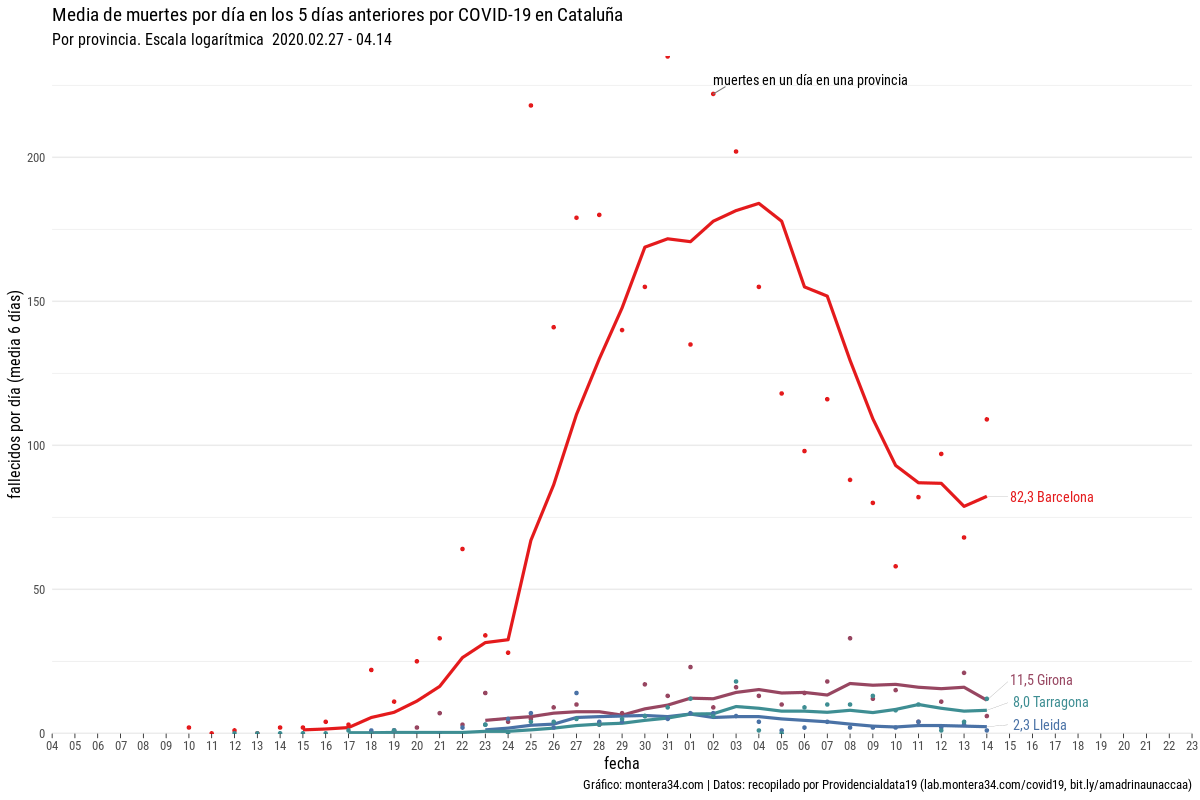 Media de muertes por día en los 5 días anteriores por COVID-19 en Cataluña
Por provincia. Escala logarítmica 2020.02.27 - 04.14
muertes en un día en una provincia
fallecidos por día (media 6 días)
200
150
100
50
0
82,3 Barcelona
11,5 Girona
8,0 Tarragona
2,3 Lleida
04 05 06 07 08 09 10 11 12 13 14 15 16 17 18 19 20 21 22 23 24 25 26 27 28 29 30 31 01 02 03 04 05 06 07 08 09 10 11 12 13 14 15 16 17 18 19 20 21 22 23
fecha
Gráfico: montera34.com | Datos: recopilado por Providencialdata19 (lab.montera34.com/covid19, bit.ly/amadrinaunaccaa)